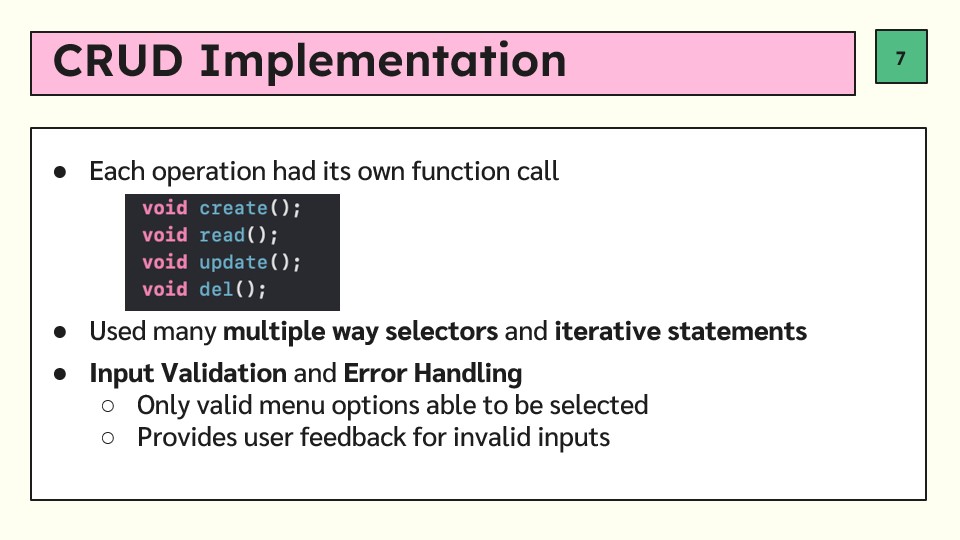 CRUD Implementation
7
● Each operation had its own function call
void create();
void read();
void update();
void del();
● Used many multiple way selectors and iterative statements
● Input Validation and Error Handling
○ Only valid menu options able to be selected
○ Provides user feedback for invalid inputs